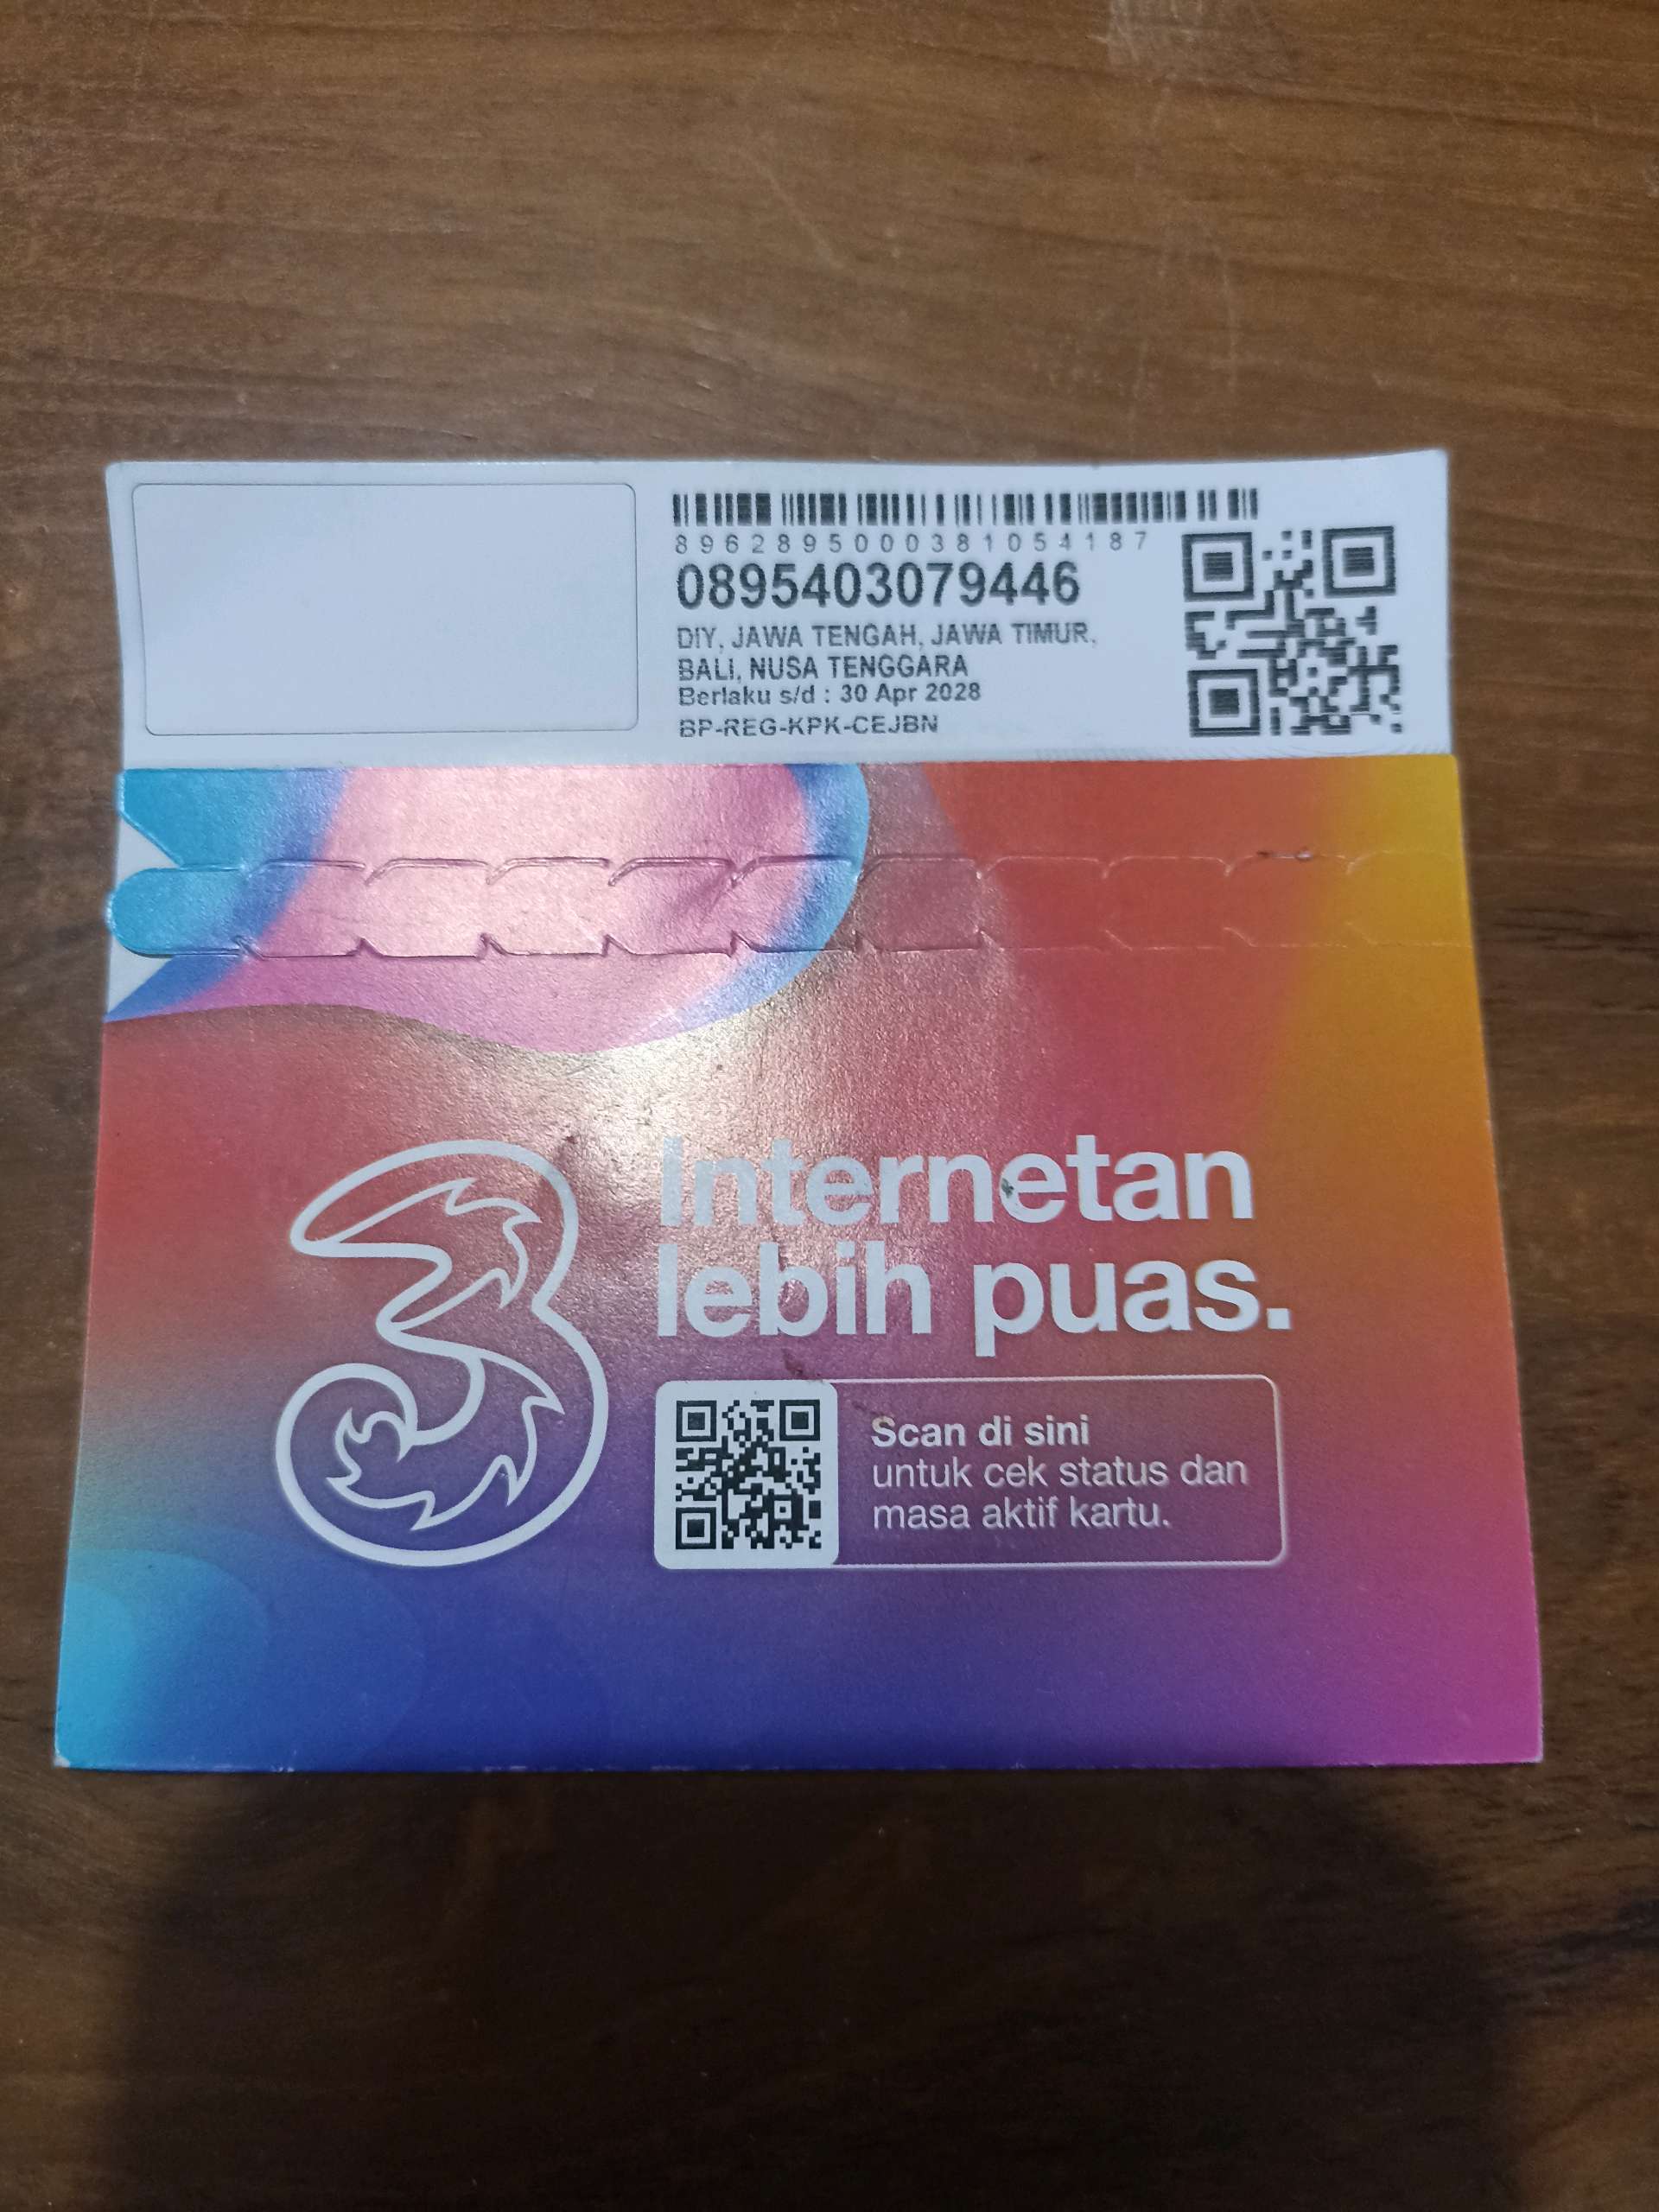 8962895000381054187
0895403079446
DIY, JAWA TENGAH, JAWA TIMUR,
BALI, NUSA TENGGARA
Berlaku s/d : 30 Apr 2028
BP-REG-KPK-CEJBN
3
Internetan
lebih puas.
Scan di sini
untuk cek status dan
masa aktif kartu.